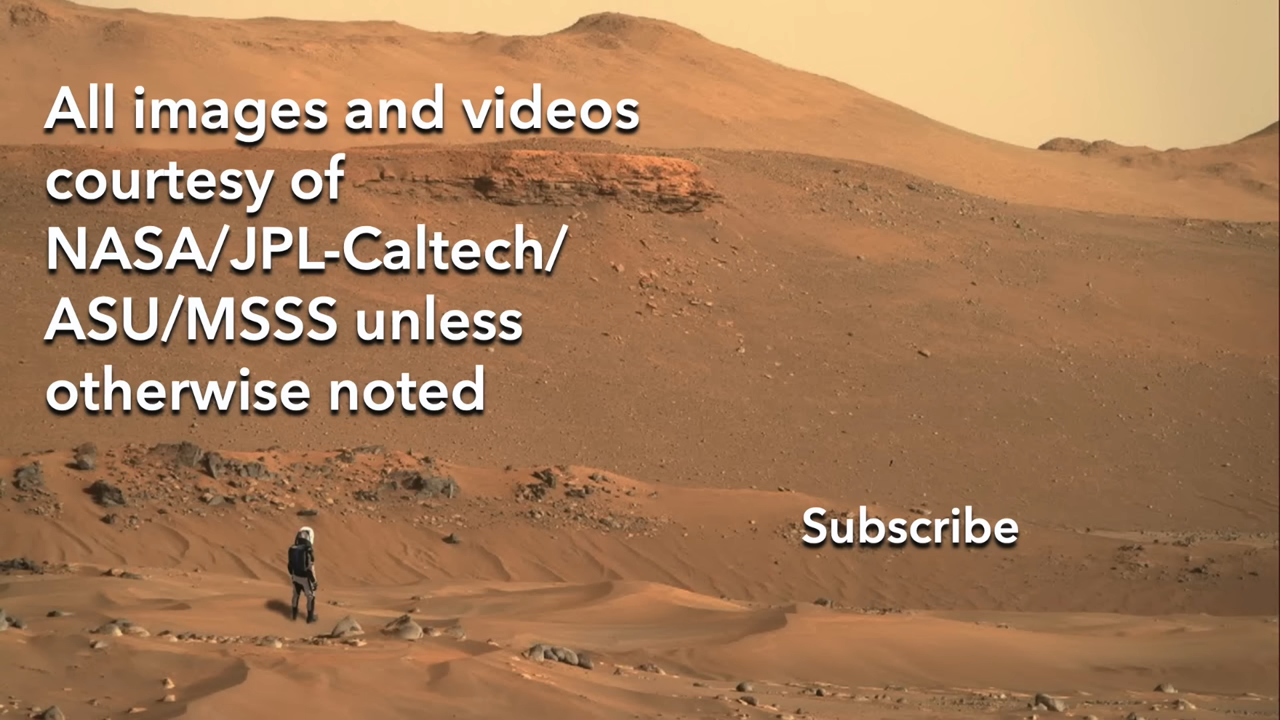 All images and videos
courtesy of
NASA/JPL-Caltech/
ASU/MSSS unless
otherwise noted
Subscribe